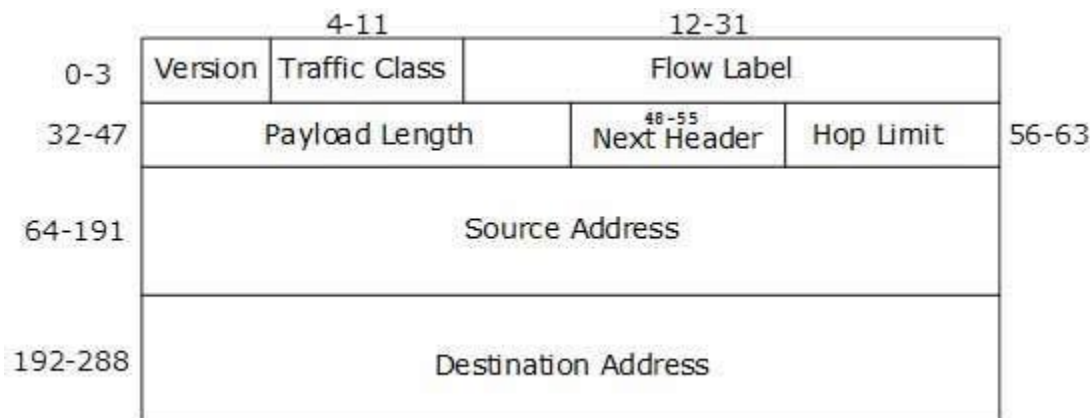 4-11 12-31
0-3 Version Traffic Class Flow Label
48-55
32-47 Payload Length Next Header Hop Limit 56-63
64-191 Source Address
192-288 Destination Address